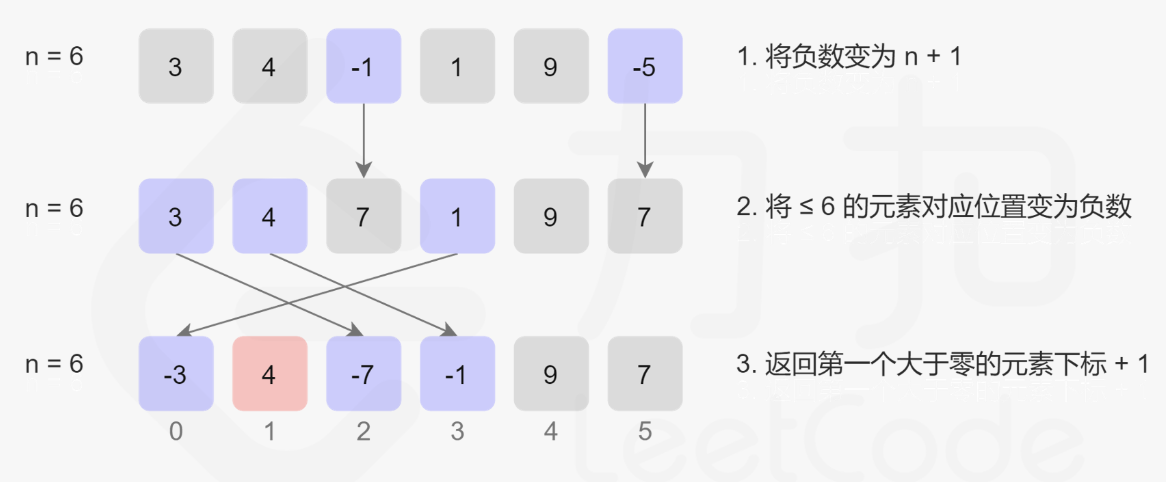 n = 6 3 4 -1 1 9 -5 1. 将负数变为 n + 1
n = 6 3 4 7 1 9 7 2. 将 ≤ 6 的元素对应位置变为负数
n = 6 -3 4 -7 -1 9 7 3. 返回第一个大于零的元素下标 + 1
0 1 2 3 4 5
力扣
LeetCode